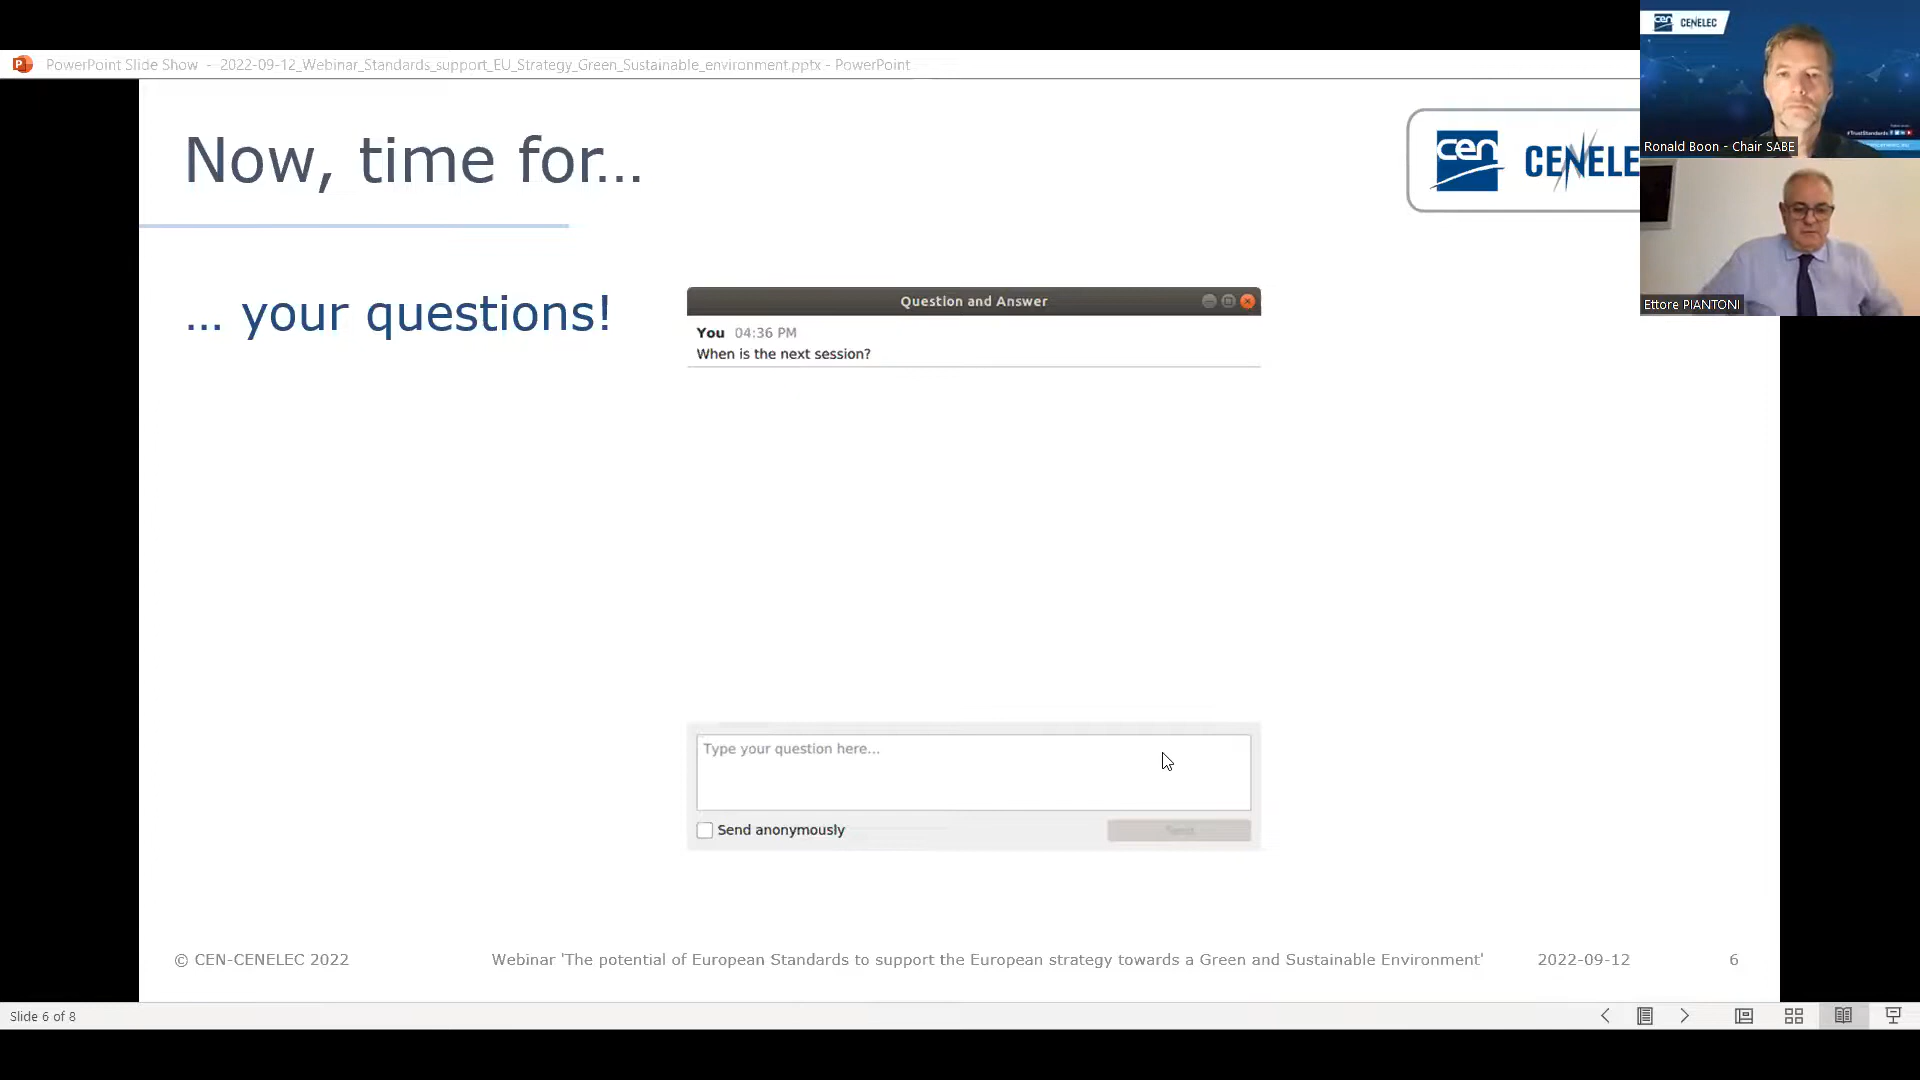 PowerPoint Slide Show - 2022-09-12_Webinar_Standards_support_EU_Strategy_Green_Sustainable_environment.pptx - PowerPoint
cen CENELEC
Ronald Boon - Chair SABE
Ettore PIANTONI
Now, time for...
cen CENELE
... your questions!
Question and Answer
You 04:36 PM
When is the next session?
Type your question here...
Send anonymously
Send
© CEN-CENELEC 2022
Webinar 'The potential of European Standards to support the European strategy towards a Green and Sustainable Environment'
2022-09-12
6
Slide 6 of 8